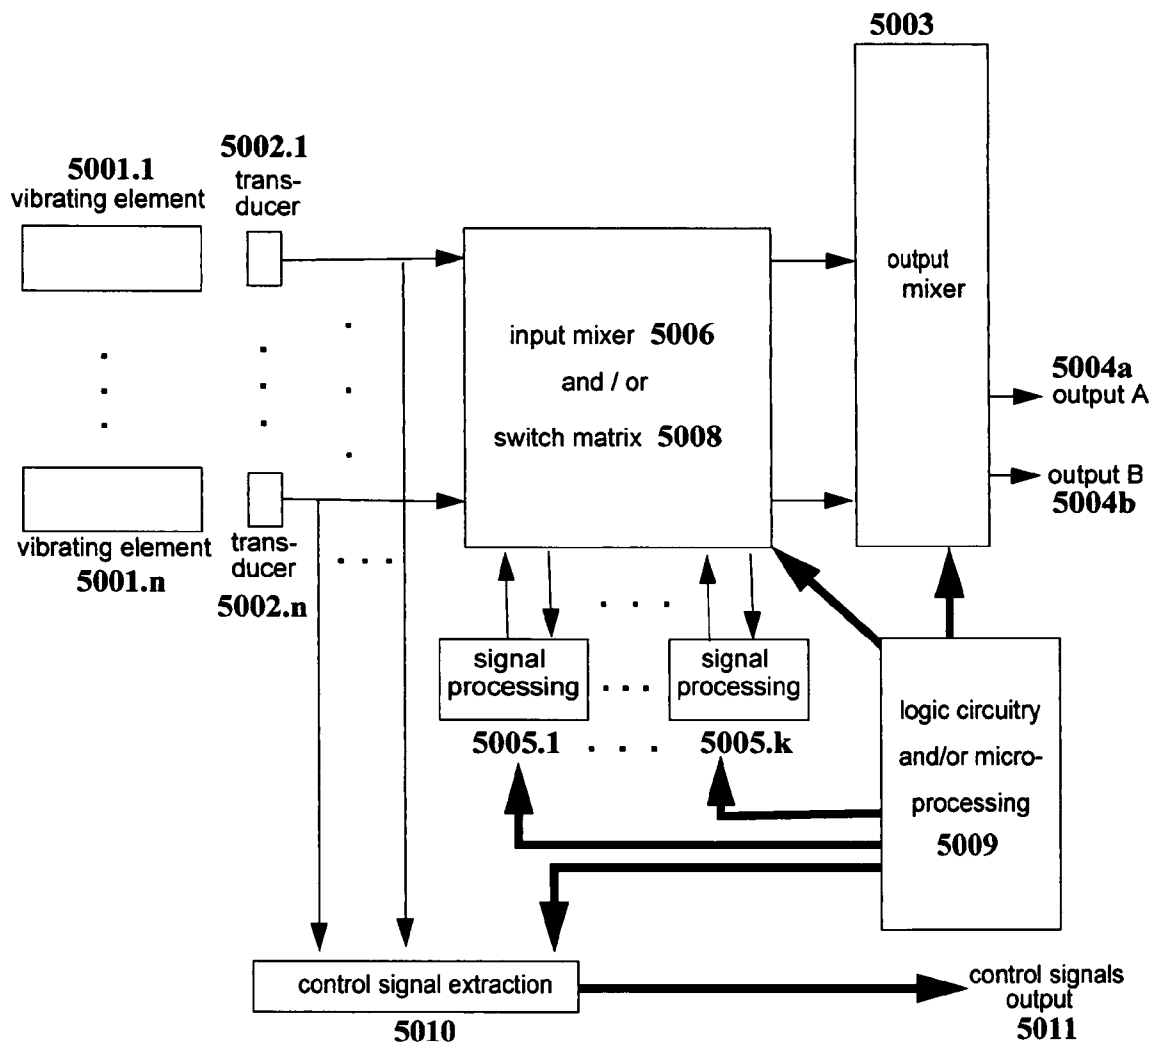 5003
5002.1
5001.1
trans-
ducer
vibrating element
output
mixer
input mixer 5006
and / or
switch matrix 5008
5004a
output A
output B
5004b
vibrating element
5001.n
trans-
ducer
5002.n
signal
processing
signal
processing
5005.1
5005.k
logic circuitry
and/or micro-
processing
5009
control signal extraction
5010
control signals
output
5011